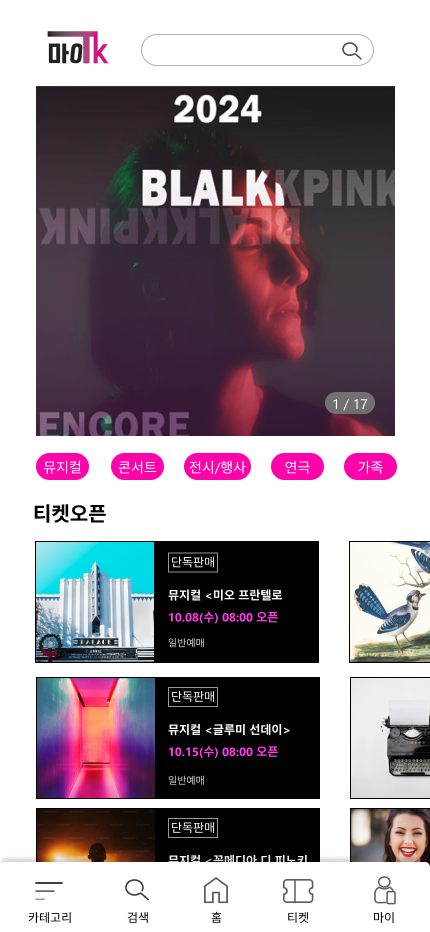 마이Tk
2024
BLALKKPINK
BLALKKPINK
ENCORE
1 / 17
뮤지컬
콘서트
전시/행사
연극
가족
티켓오픈
단독판매
뮤지컬 <미오 프란텔로
10.08(수) 08:00 오픈
일반예매
PALACE
단독판매
뮤지컬 <글루미 선데이>
10.15(수) 08:00 오픈
일반예매
단독판매
뮤지컬 <꼼메디아 디 피노키
카테고리
검색
홈
티켓
마이